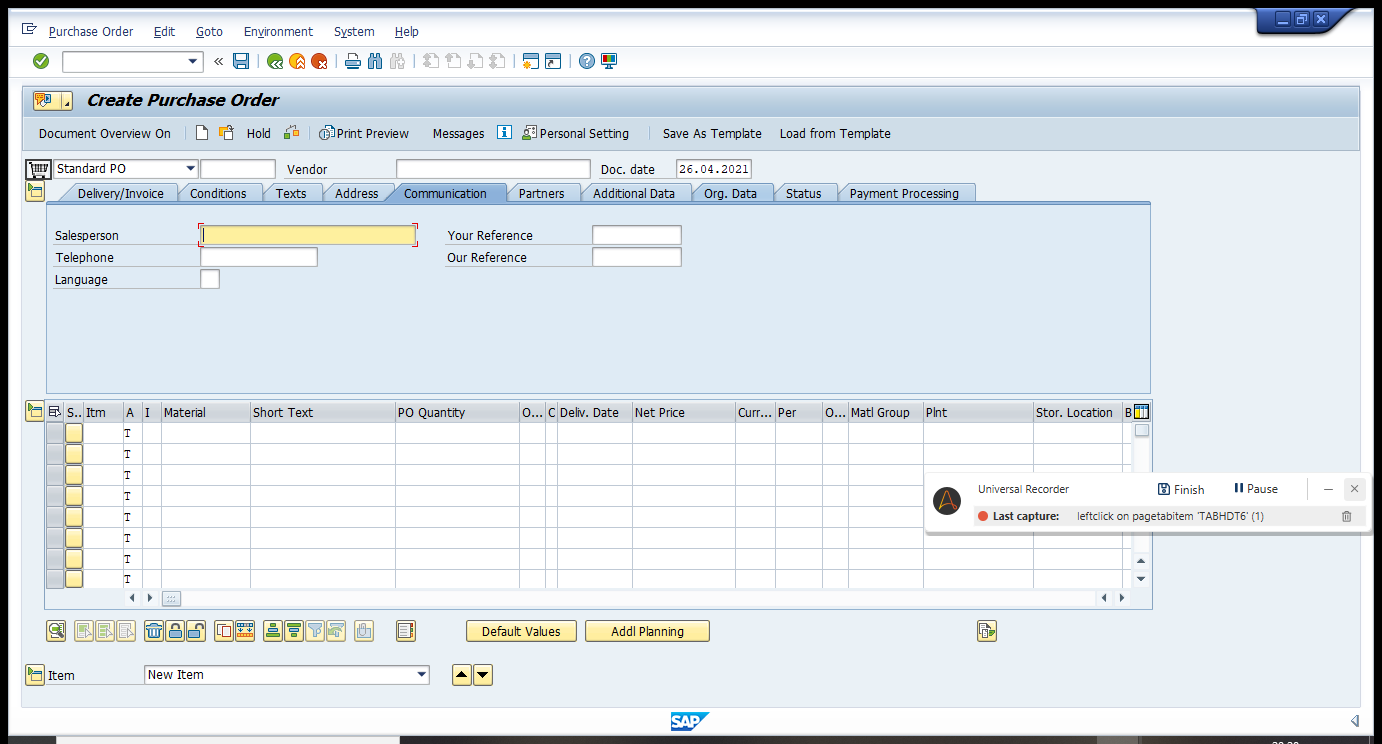 Purchase Order Edit Goto Environment System Help
Create Purchase Order
Document Overview On Hold Print Preview Messages Personal Setting Save As Template Load from Template
Standard PO Vendor Doc. date 26.04.2021
Delivery/Invoice Conditions Texts Address Communication Partners Additional Data Org. Data Status Payment Processing
Salesperson Your Reference
Telephone Our Reference
Language
S.. Itm A I Material Short Text PO Quantity O... C Deliv. Date Net Price Curr... Per O... Matl Group Plnt Stor. Location B
T
T
T
T
T
T
T
T
Universal Recorder Finish Pause
Last capture: leftclick on pagetabitem 'TABHDT6' (1)
Default Values Addl Planning
Item New Item
SAP